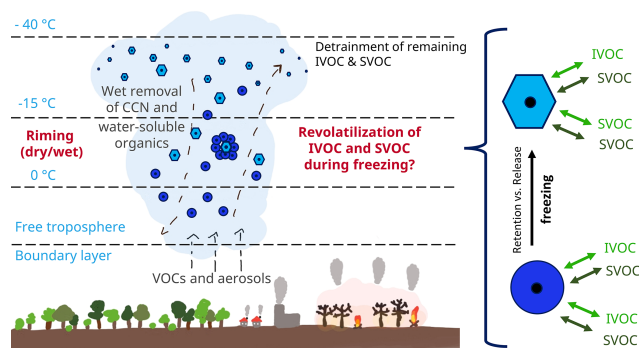 - 40 °C
Detrainment of remaining
IVOC & SVOC
Wet removal
of CCN and
water-soluble
organics
-15 °C
Riming
(dry/wet)
Revolatilization of
IVOC and SVOC
during freezing?
0 °C
Free troposphere
Boundary layer
VOCs and aerosols
IVOC
SVOC
SVOC
SVOC
Retention vs. Release
freezing
IVOC
SVOC
IVOC
SVOC